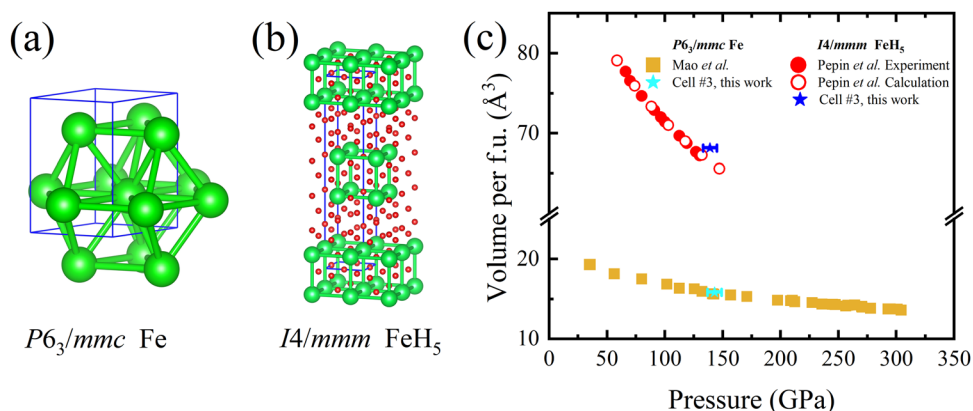 (a)
P6₃/mmc Fe
(b)
I4/mmm FeH₅
(c)
Volume per f.u. (Å³)
80
70
20
10
P6₃/mmc Fe
Mao et al.
Cell #3, this work
I4/mmm FeH₅
Pepin et al. Experiment
Pepin et al. Calculation
Cell #3, this work
0 50 100 150 200 250 300 350
Pressure (GPa)